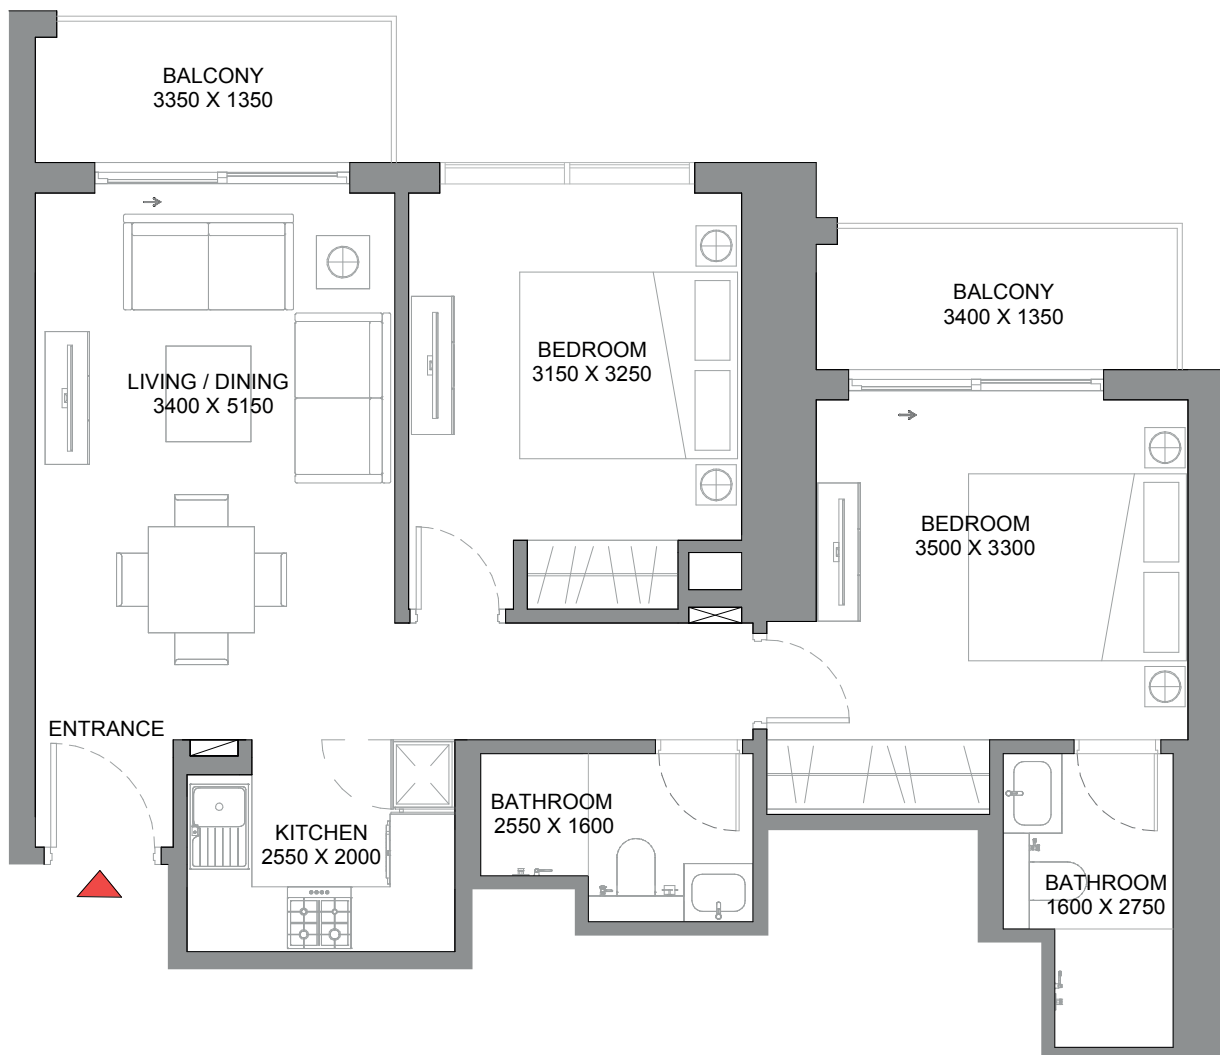 BALCONY
3350 X 1350
BALCONY
3400 X 1350
BEDROOM
3150 X 3250
LIVING / DINING
3400 X 5150
BEDROOM
3500 X 3300
ENTRANCE
BATHROOM
2550 X 1600
KITCHEN
2550 X 2000
BATHROOM
1600 X 2750